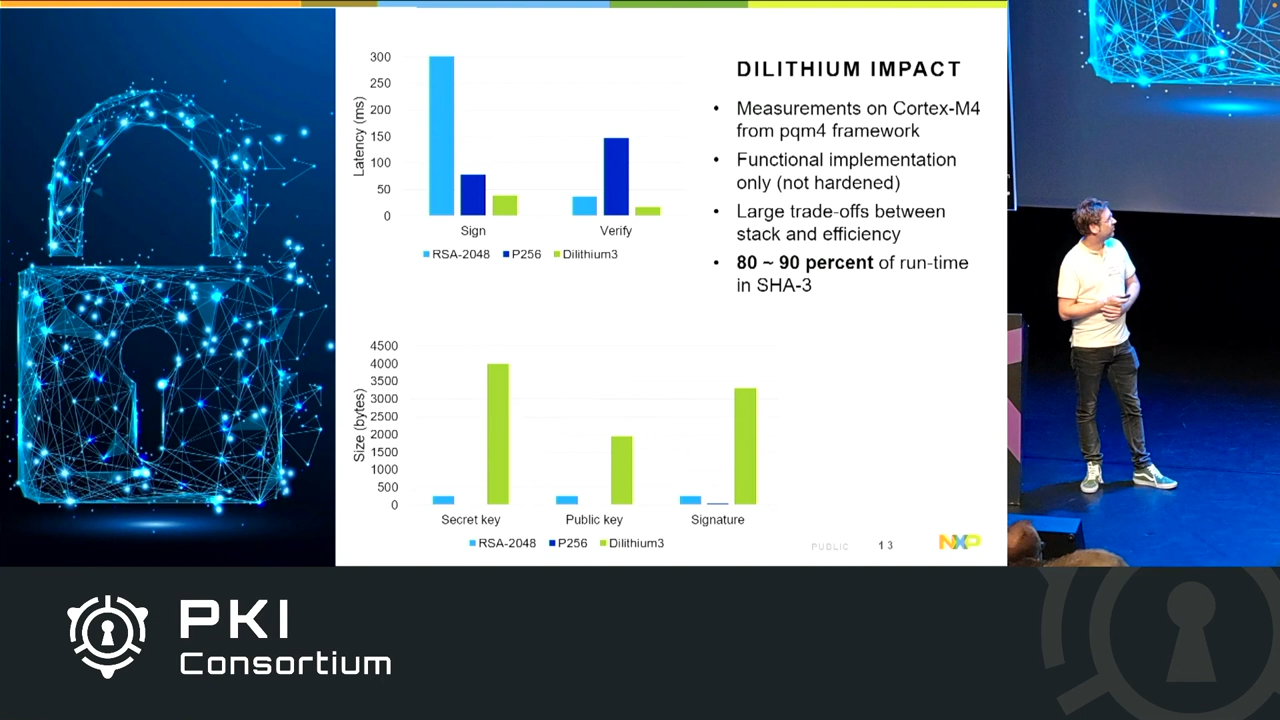 DILITHIUM IMPACT
• Measurements on Cortex-M4
from pqm4 framework
• Functional implementation
only (not hardened)
• Large trade-offs between
stack and efficiency
• 80 ~ 90 percent of run-time
in SHA-3
Latency (ms)
300
250
200
150
100
50
0
Sign
Verify
RSA-2048 P256 Dilithium3
Size (bytes)
4500
4000
3500
3000
2500
2000
1500
1000
500
0
Secret key
Public key
Signature
RSA-2048 P256 Dilithium3
PUBLIC
13
NXP
PKI
Consortium